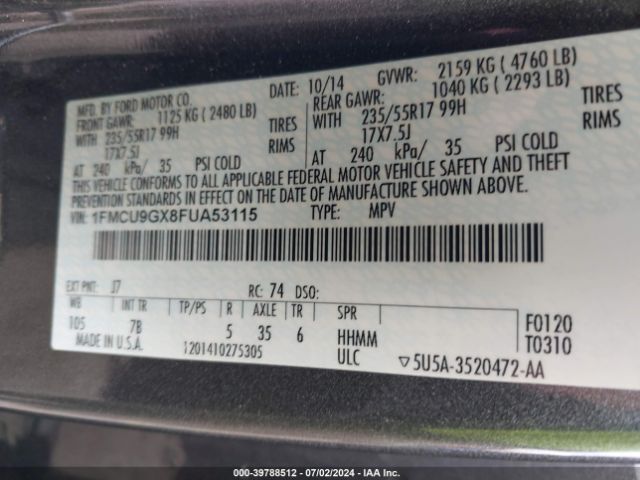 MFD. BY FORD MOTOR CO.
DATE: 10/14 GVWR: 2159 KG ( 4760 LB)
FRONT GAWR: 1125 KG ( 2480 LB) REAR GAWR: 1040 KG ( 2293 LB)
WITH 235/55R17 99H TIRES WITH 235/55R17 99H TIRES
17X7.5J RIMS 17X7.5J RIMS
AT 240 kPa/ 35 PSI COLD AT 240 kPa/ 35 PSI COLD
THIS VEHICLE CONFORMS TO ALL APPLICABLE FEDERAL MOTOR VEHICLE SAFETY AND THEFT
PREVENTION STANDARDS IN EFFECT ON THE DATE OF MANUFACTURE SHOWN ABOVE.
VIN: 1FMCU9GX8FUA53115 TYPE: MPV
EXT PNT: J7 RC: 74 DSO:
WB INT TR TP/PS R AXLE TR SPR
105 7B 5 35 6 HHMM F0120
MADE IN U.S.A. 1201410275305 ULC T0310
▽5U5A-3520472-AA
000-39788512 - 07/02/2024 - IAA Inc.